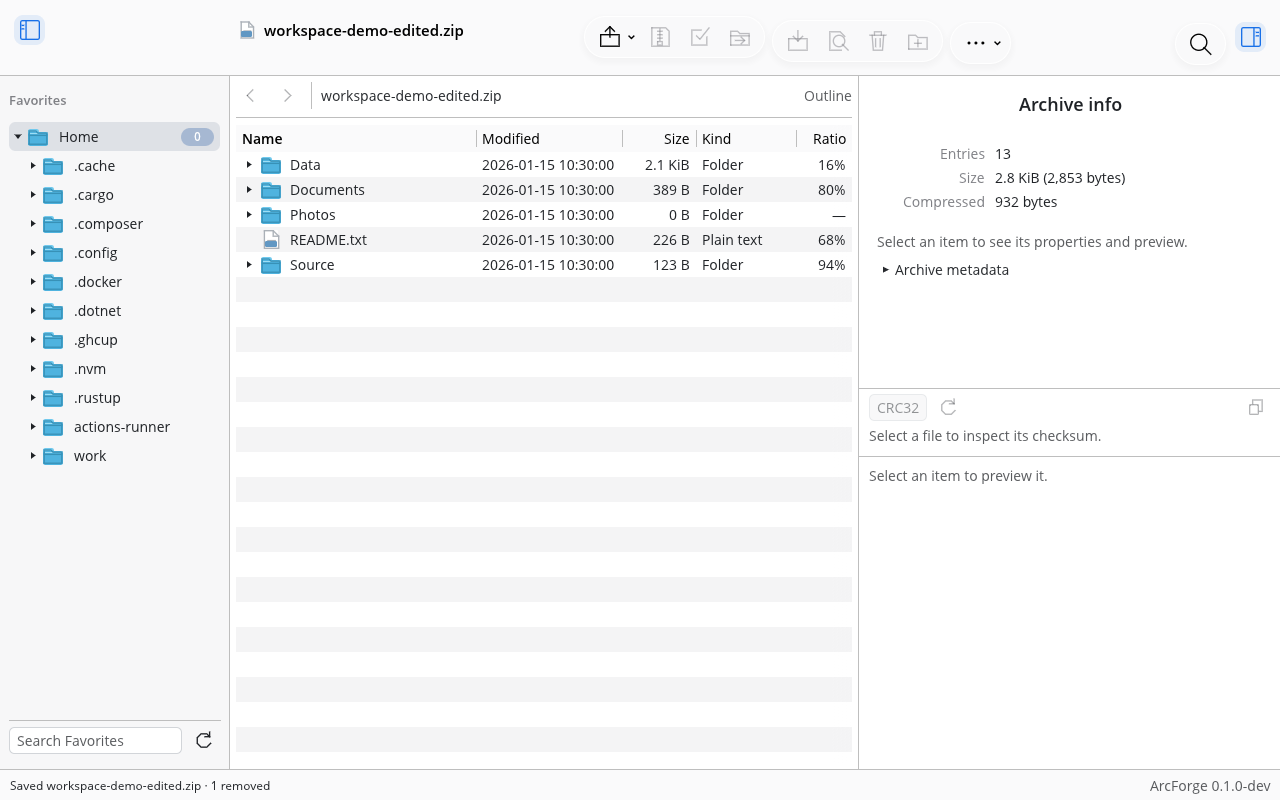 workspace-demo-edited.zip
Favorites
Home 0
.cache
.cargo
.composer
.config
.docker
.dotnet
.ghcup
.nvm
.rustup
actions-runner
work
Search Favorites
workspace-demo-edited.zip Outline
Name Modified Size Kind Ratio
Data 2026-01-15 10:30:00 2.1 KiB Folder 16%
Documents 2026-01-15 10:30:00 389 B Folder 80%
Photos 2026-01-15 10:30:00 0 B Folder —
README.txt 2026-01-15 10:30:00 226 B Plain text 68%
Source 2026-01-15 10:30:00 123 B Folder 94%
Archive info
Entries 13
Size 2.8 KiB (2,853 bytes)
Compressed 932 bytes
Select an item to see its properties and preview.
Archive metadata
CRC32
Select a file to inspect its checksum.
Select an item to preview it.
Saved workspace-demo-edited.zip · 1 removed
ArcForge 0.1.0-dev